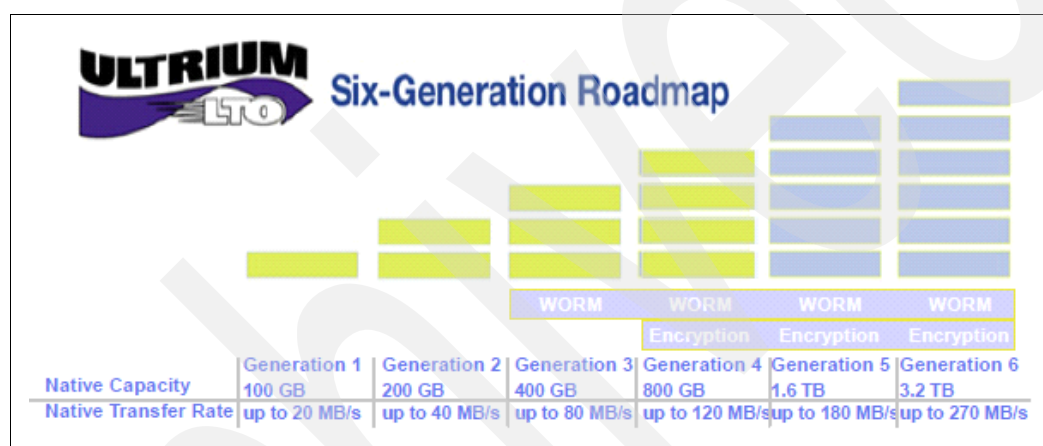 ULTRIUM
LTO
Six-Generation Roadmap
WORM WORM WORM WORM
Encryption Encryption Encryption
Generation 1 Generation 2 Generation 3 Generation 4 Generation 5 Generation 6
Native Capacity 100 GB 200 GB 400 GB 800 GB 1.6 TB 3.2 TB
Native Transfer Rate up to 20 MB/s up to 40 MB/s up to 80 MB/s up to 120 MB/s up to 180 MB/s up to 270 MB/s